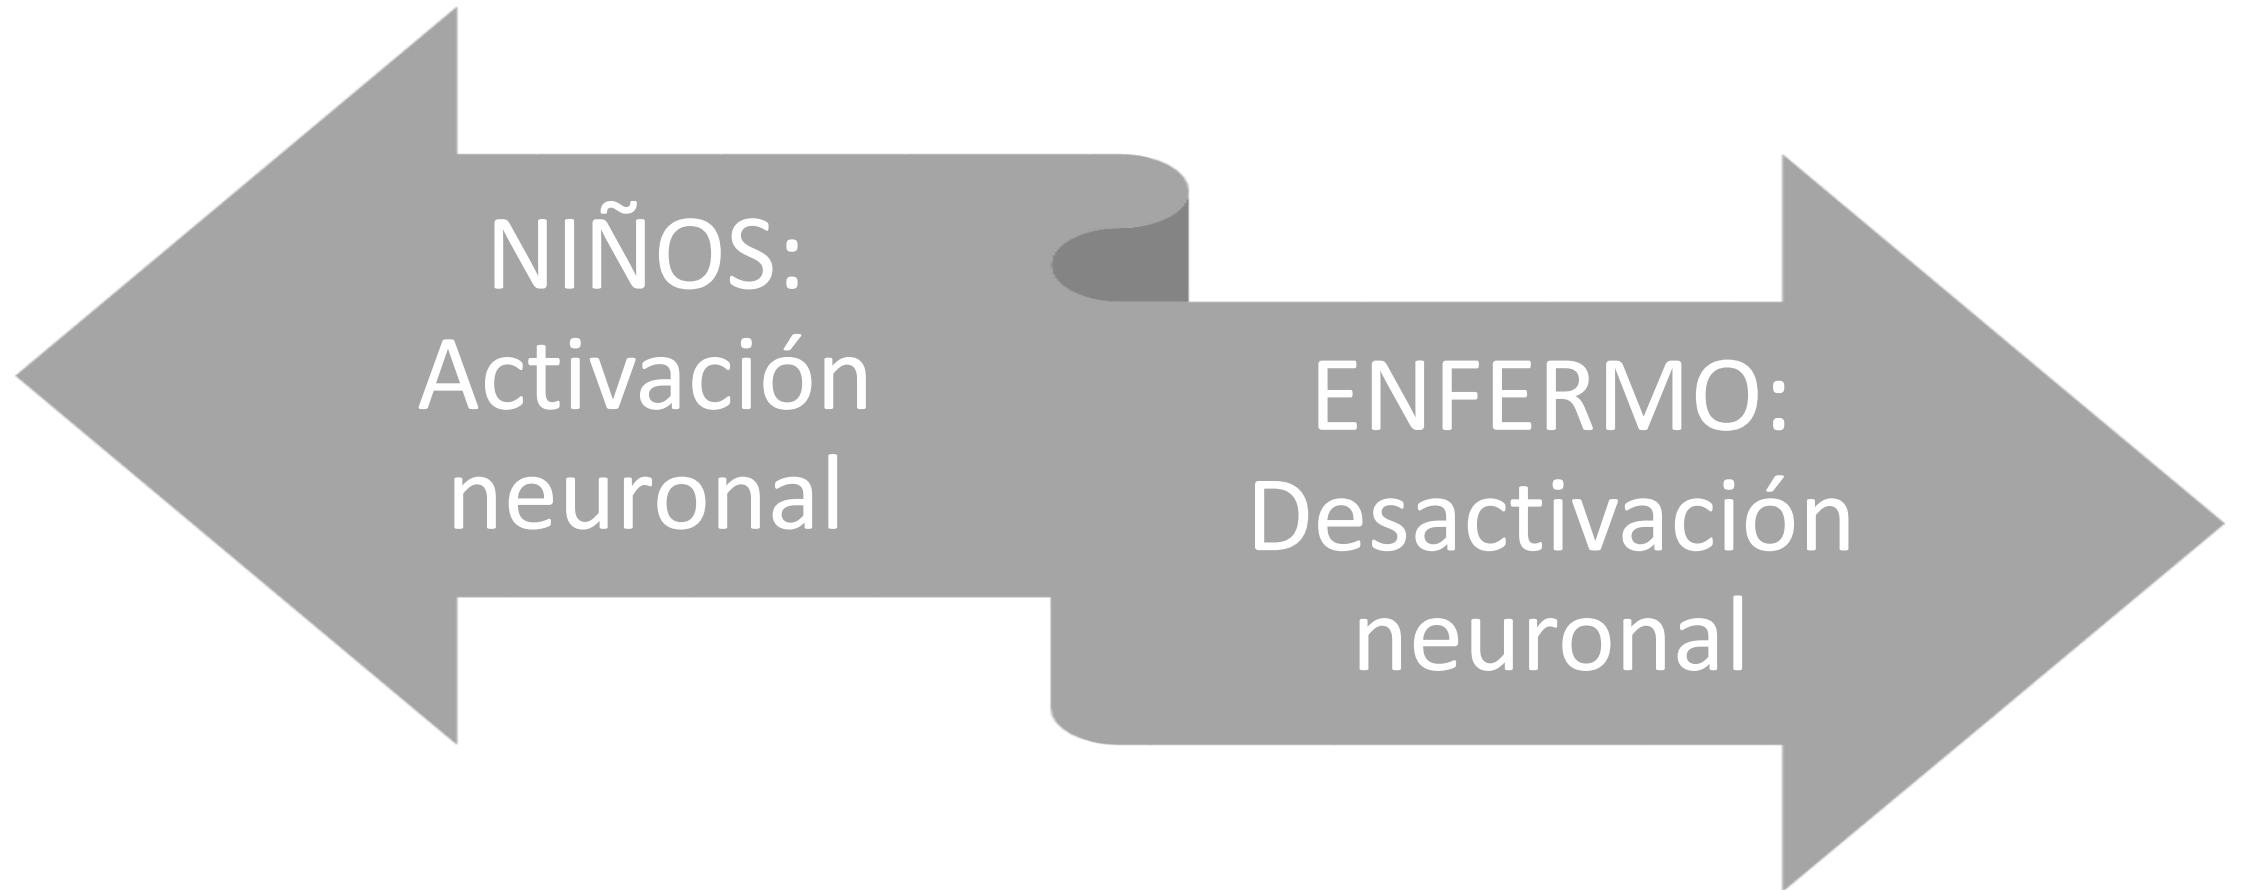 NIÑOS:
Activación
neuronal
ENFERMO:
Desactivación
neuronal